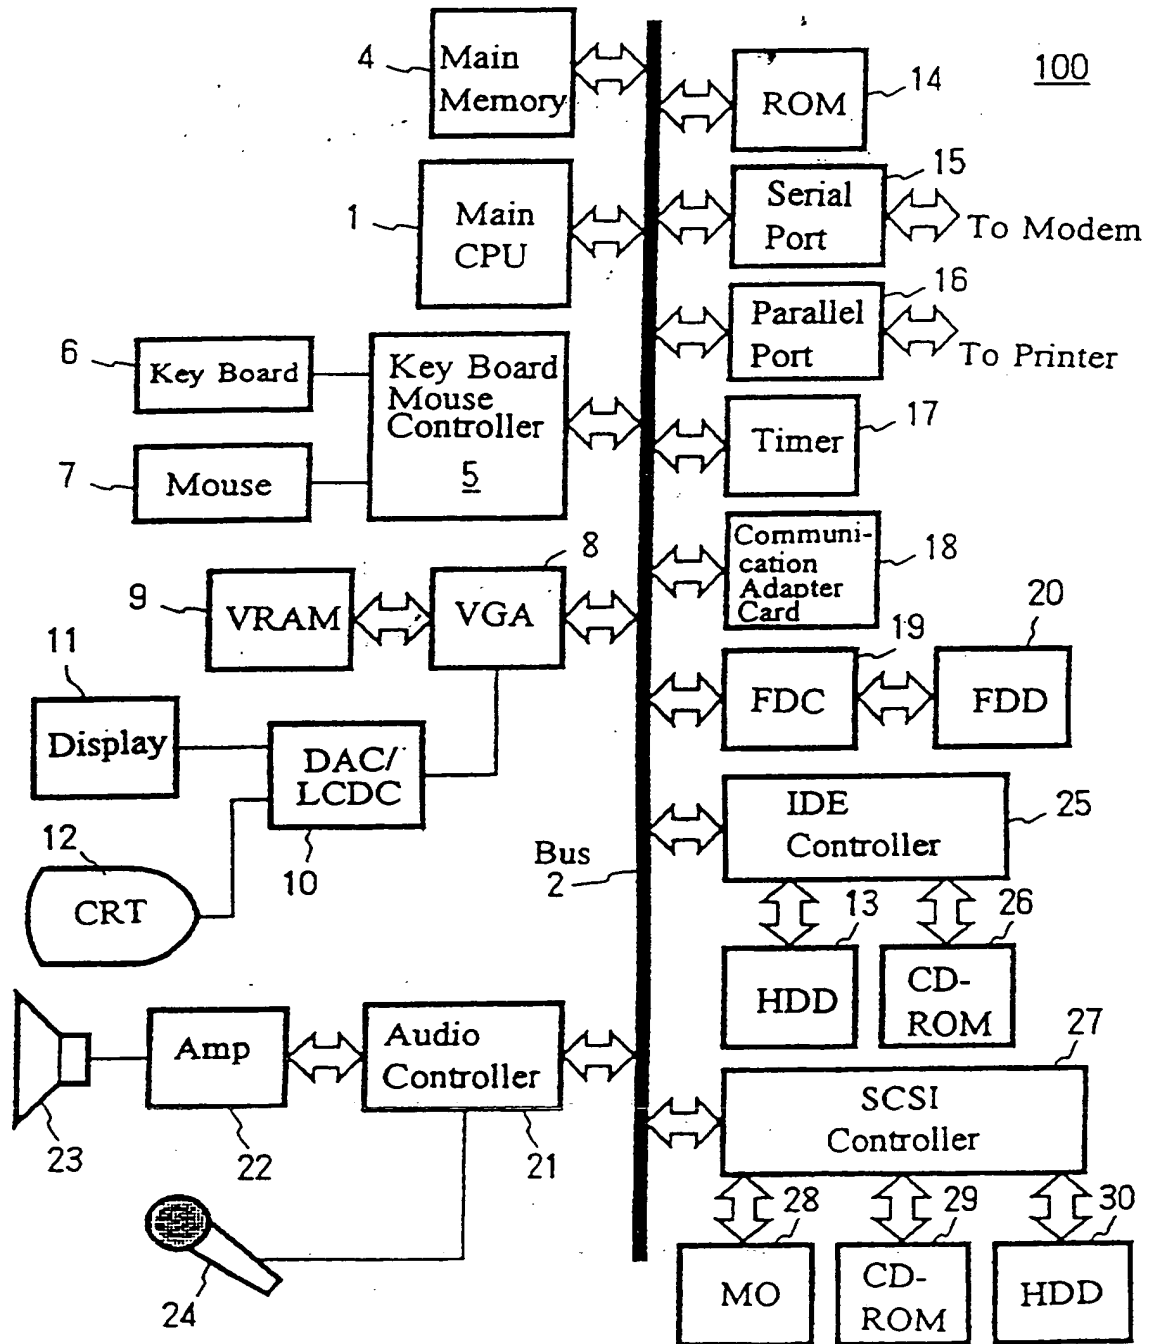 100
4
Main
Memory
ROM
14
1
Main
CPU
15
Serial
Port
To Modem
16
Parallel
Port
To Printer
6
Key Board
7
Mouse
Key Board
Mouse
Controller
5
Timer
17
Communi-
cation
Adapter
Card
18
9
VRAM
8
VGA
19
FDC
20
FDD
11
Display
DAC/
LCDC
10
12
CRT
Bus
2
IDE
Controller
25
13
HDD
26
CD-
ROM
23
Amp
22
Audio
Controller
21
24
27
SCSI
Controller
28
MO
29
CD-
ROM
30
HDD